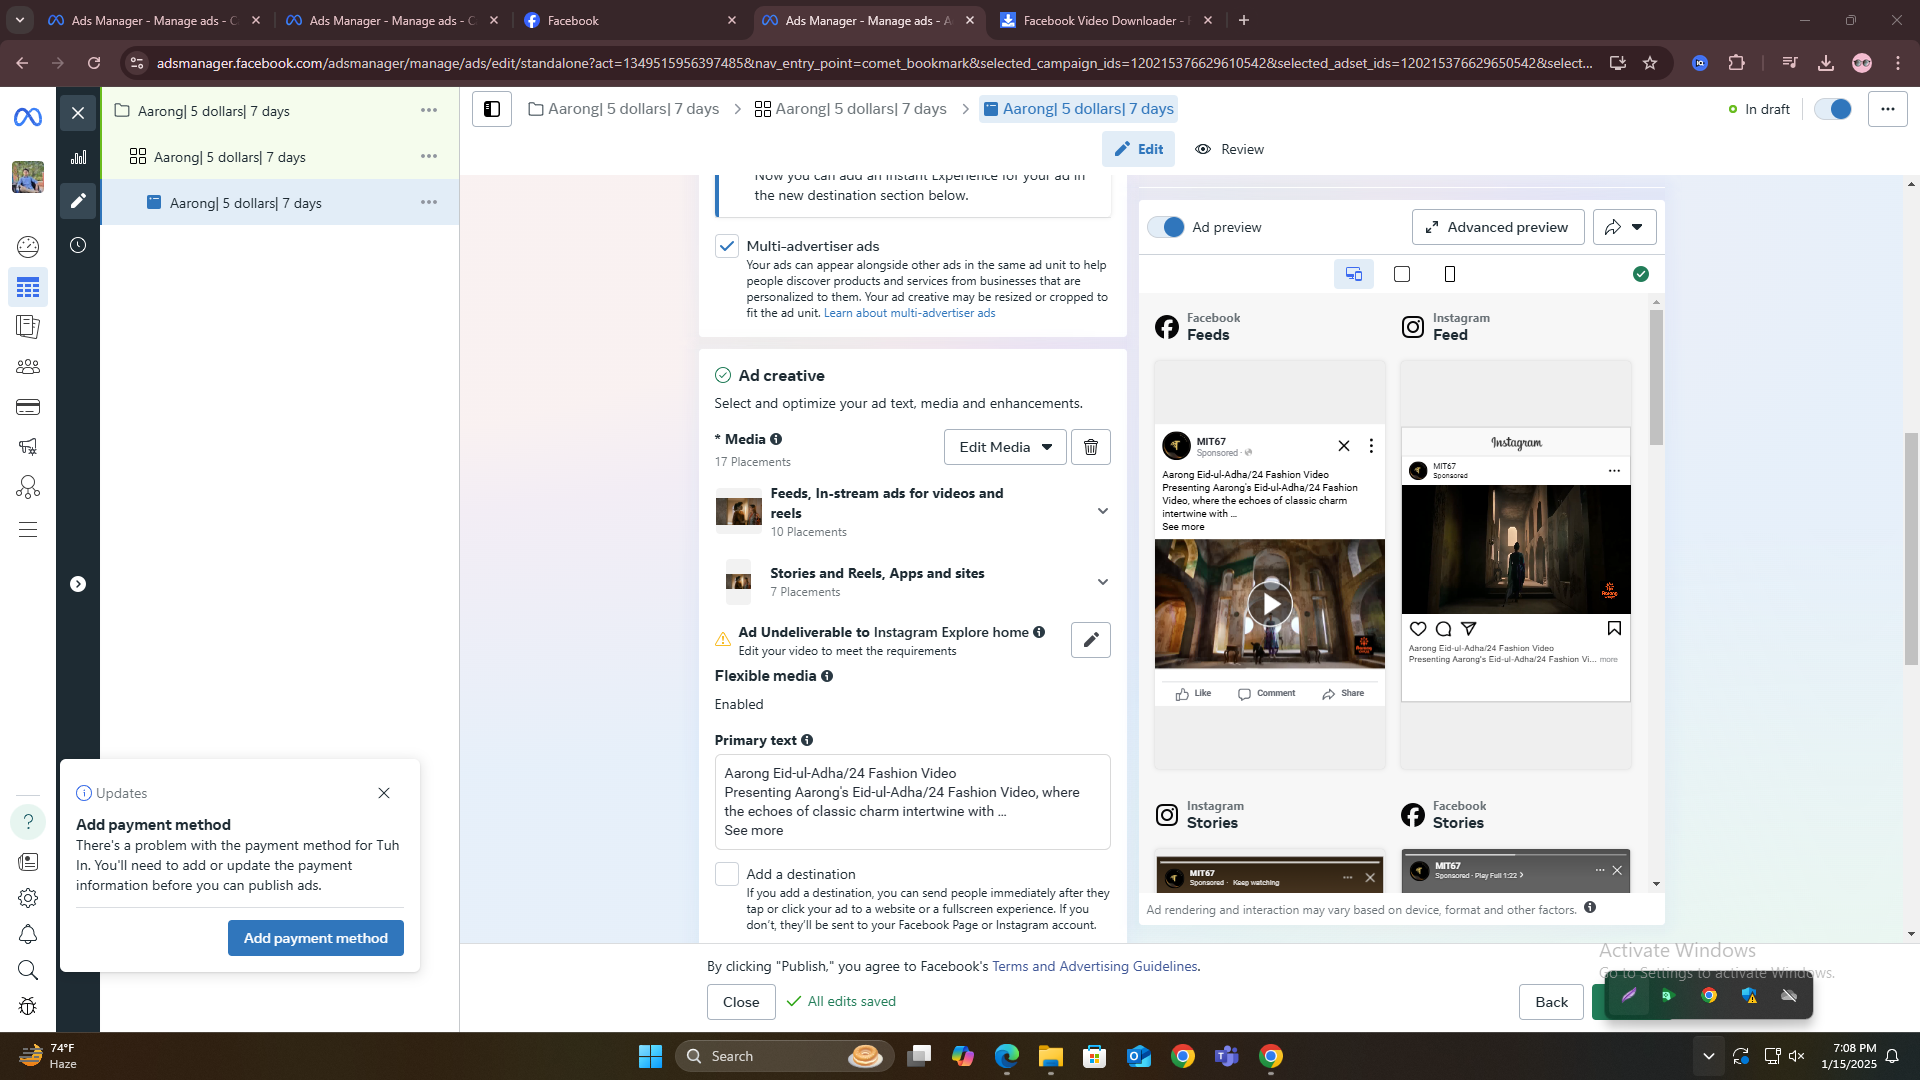 Ads Manager - Manage ads - C
Ads Manager - Manage ads - C
Facebook
Ads Manager - Manage ads - A
Facebook Video Downloader - F
adsmanager.facebook.com/adsmanager/manage/ads/edit/standalone?act=1349515956397485&nav_entry_point=comet_bookmark&selected_campaign_ids=120215376629610542&selected_adset_ids=120215376629650542&select...
Aarong| 5 dollars| 7 days
Aarong| 5 dollars| 7 days
Aarong| 5 dollars| 7 days
Aarong| 5 dollars| 7 days
Aarong| 5 dollars| 7 days
Aarong| 5 dollars| 7 days
In draft
Edit
Review
Now you can add an Instant Experience for your ad in
the new destination section below.
Multi-advertiser ads
Your ads can appear alongside other ads in the same ad unit to help
people discover products and services from businesses that are
personalized to them. Your ad creative may be resized or cropped to
fit the ad unit. Learn about multi-advertiser ads
Ad creative
Select and optimize your ad text, media and enhancements.
* Media
17 Placements
Edit Media
Feeds, In-stream ads for videos and
reels
10 Placements
Stories and Reels, Apps and sites
7 Placements
Ad Undeliverable to Instagram Explore home
Edit your video to meet the requirements
Flexible media
Enabled
Primary text
Aarong Eid-ul-Adha/24 Fashion Video
Presenting Aarong's Eid-ul-Adha/24 Fashion Video, where
the echoes of classic charm intertwine with ...
See more
Add a destination
If you add a destination, you can send people immediately after they
tap or click your ad to a website or a fullscreen experience. If you
don't, they'll be sent to your Facebook Page or Instagram account.
Ad preview
Advanced preview
Facebook
Feeds
Instagram
Feed
MIT67
Sponsored ·
Aarong Eid-ul-Adha/24 Fashion Video
Presenting Aarong's Eid-ul-Adha/24 Fashion
Video, where the echoes of classic charm
intertwine with ...
See more
Like
Comment
Share
Instagram
MIT67
Sponsored
Aarong Eid-ul-Adha/24 Fashion Video
Presenting Aarong's Eid-ul-Adha/24 Fashion Vi... more
Instagram
Stories
Facebook
Stories
MIT67
Sponsored · Keep watching
MIT67
Sponsored · Play Full 1:22
Ad rendering and interaction may vary based on device, format and other factors.
Updates
Add payment method
There's a problem with the payment method for Tuh
In. You'll need to add or update the payment
information before you can publish ads.
Add payment method
By clicking "Publish," you agree to Facebook's Terms and Advertising Guidelines.
Close
All edits saved
Back
Activate Windows
Go to Settings to activate Windows.
74°F
Haze
Search
7:08 PM
1/15/2025